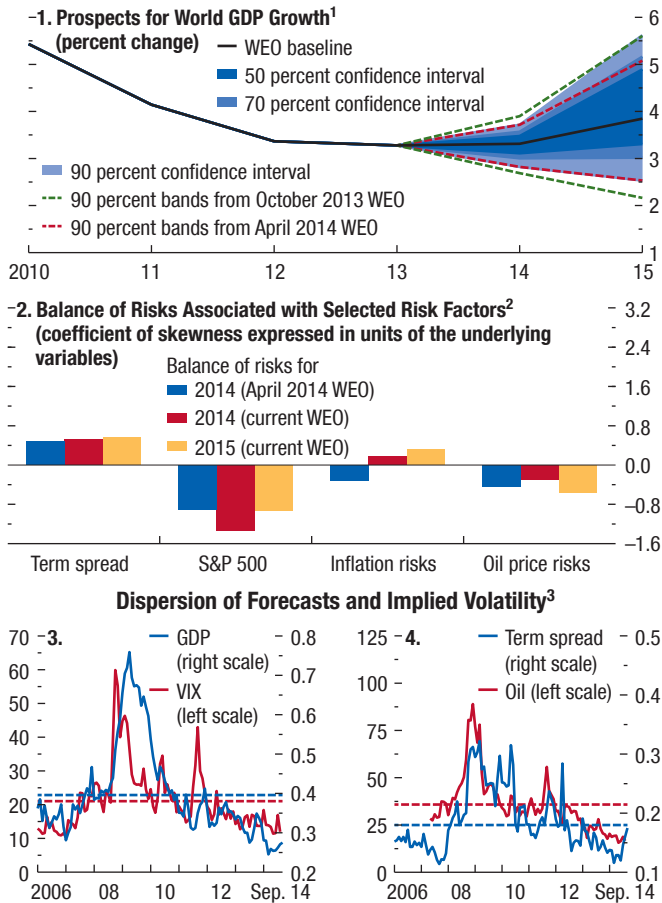 1. Prospects for World GDP Growth1
(percent change)
WEO baseline
50 percent confidence interval
70 percent confidence interval
90 percent confidence interval
90 percent bands from October 2013 WEO
90 percent bands from April 2014 WEO
6
5
4
3
2
1
2010 11 12 13 14 15
2. Balance of Risks Associated with Selected Risk Factors2
(coefficient of skewness expressed in units of the underlying
variables)
Balance of risks for
2014 (April 2014 WEO)
2014 (current WEO)
2015 (current WEO)
3.2
2.4
1.6
0.8
0.0
–0.8
–1.6
Term spread S&P 500 Inflation risks Oil price risks
Dispersion of Forecasts and Implied Volatility3
3.
GDP
(right scale)
VIX
(left scale)
70
60
50
40
30
20
10
0
0.8
0.7
0.6
0.5
0.4
0.3
0.2
2006 08 10 12 Sep. 14
4.
Term spread
(right scale)
Oil (left scale)
125
100
75
50
25
0
0.5
0.4
0.3
0.2
0.1
2006 08 10 12 Sep. 14